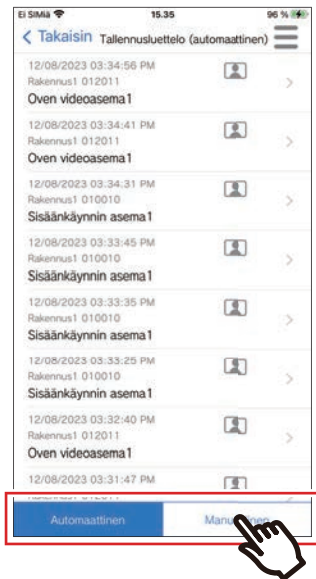 Ei SIMiä 15.35 96 %
Takaisin Tallennusluettelo (automaattinen)
12/08/2023 03:34:56 PM
Rakennus1 012011
Oven videoasema1
12/08/2023 03:34:41 PM
Rakennus1 012011
Oven videoasema1
12/08/2023 03:34:31 PM
Rakennus1 010010
Sisäänkäynnin asema1
12/08/2023 03:33:45 PM
Rakennus1 010010
Sisäänkäynnin asema1
12/08/2023 03:33:35 PM
Rakennus1 010010
Sisäänkäynnin asema1
12/08/2023 03:33:25 PM
Rakennus1 010010
Sisäänkäynnin asema1
12/08/2023 03:32:40 PM
Rakennus1 012011
Oven videoasema1
12/08/2023 03:31:47 PM
Automaattinen